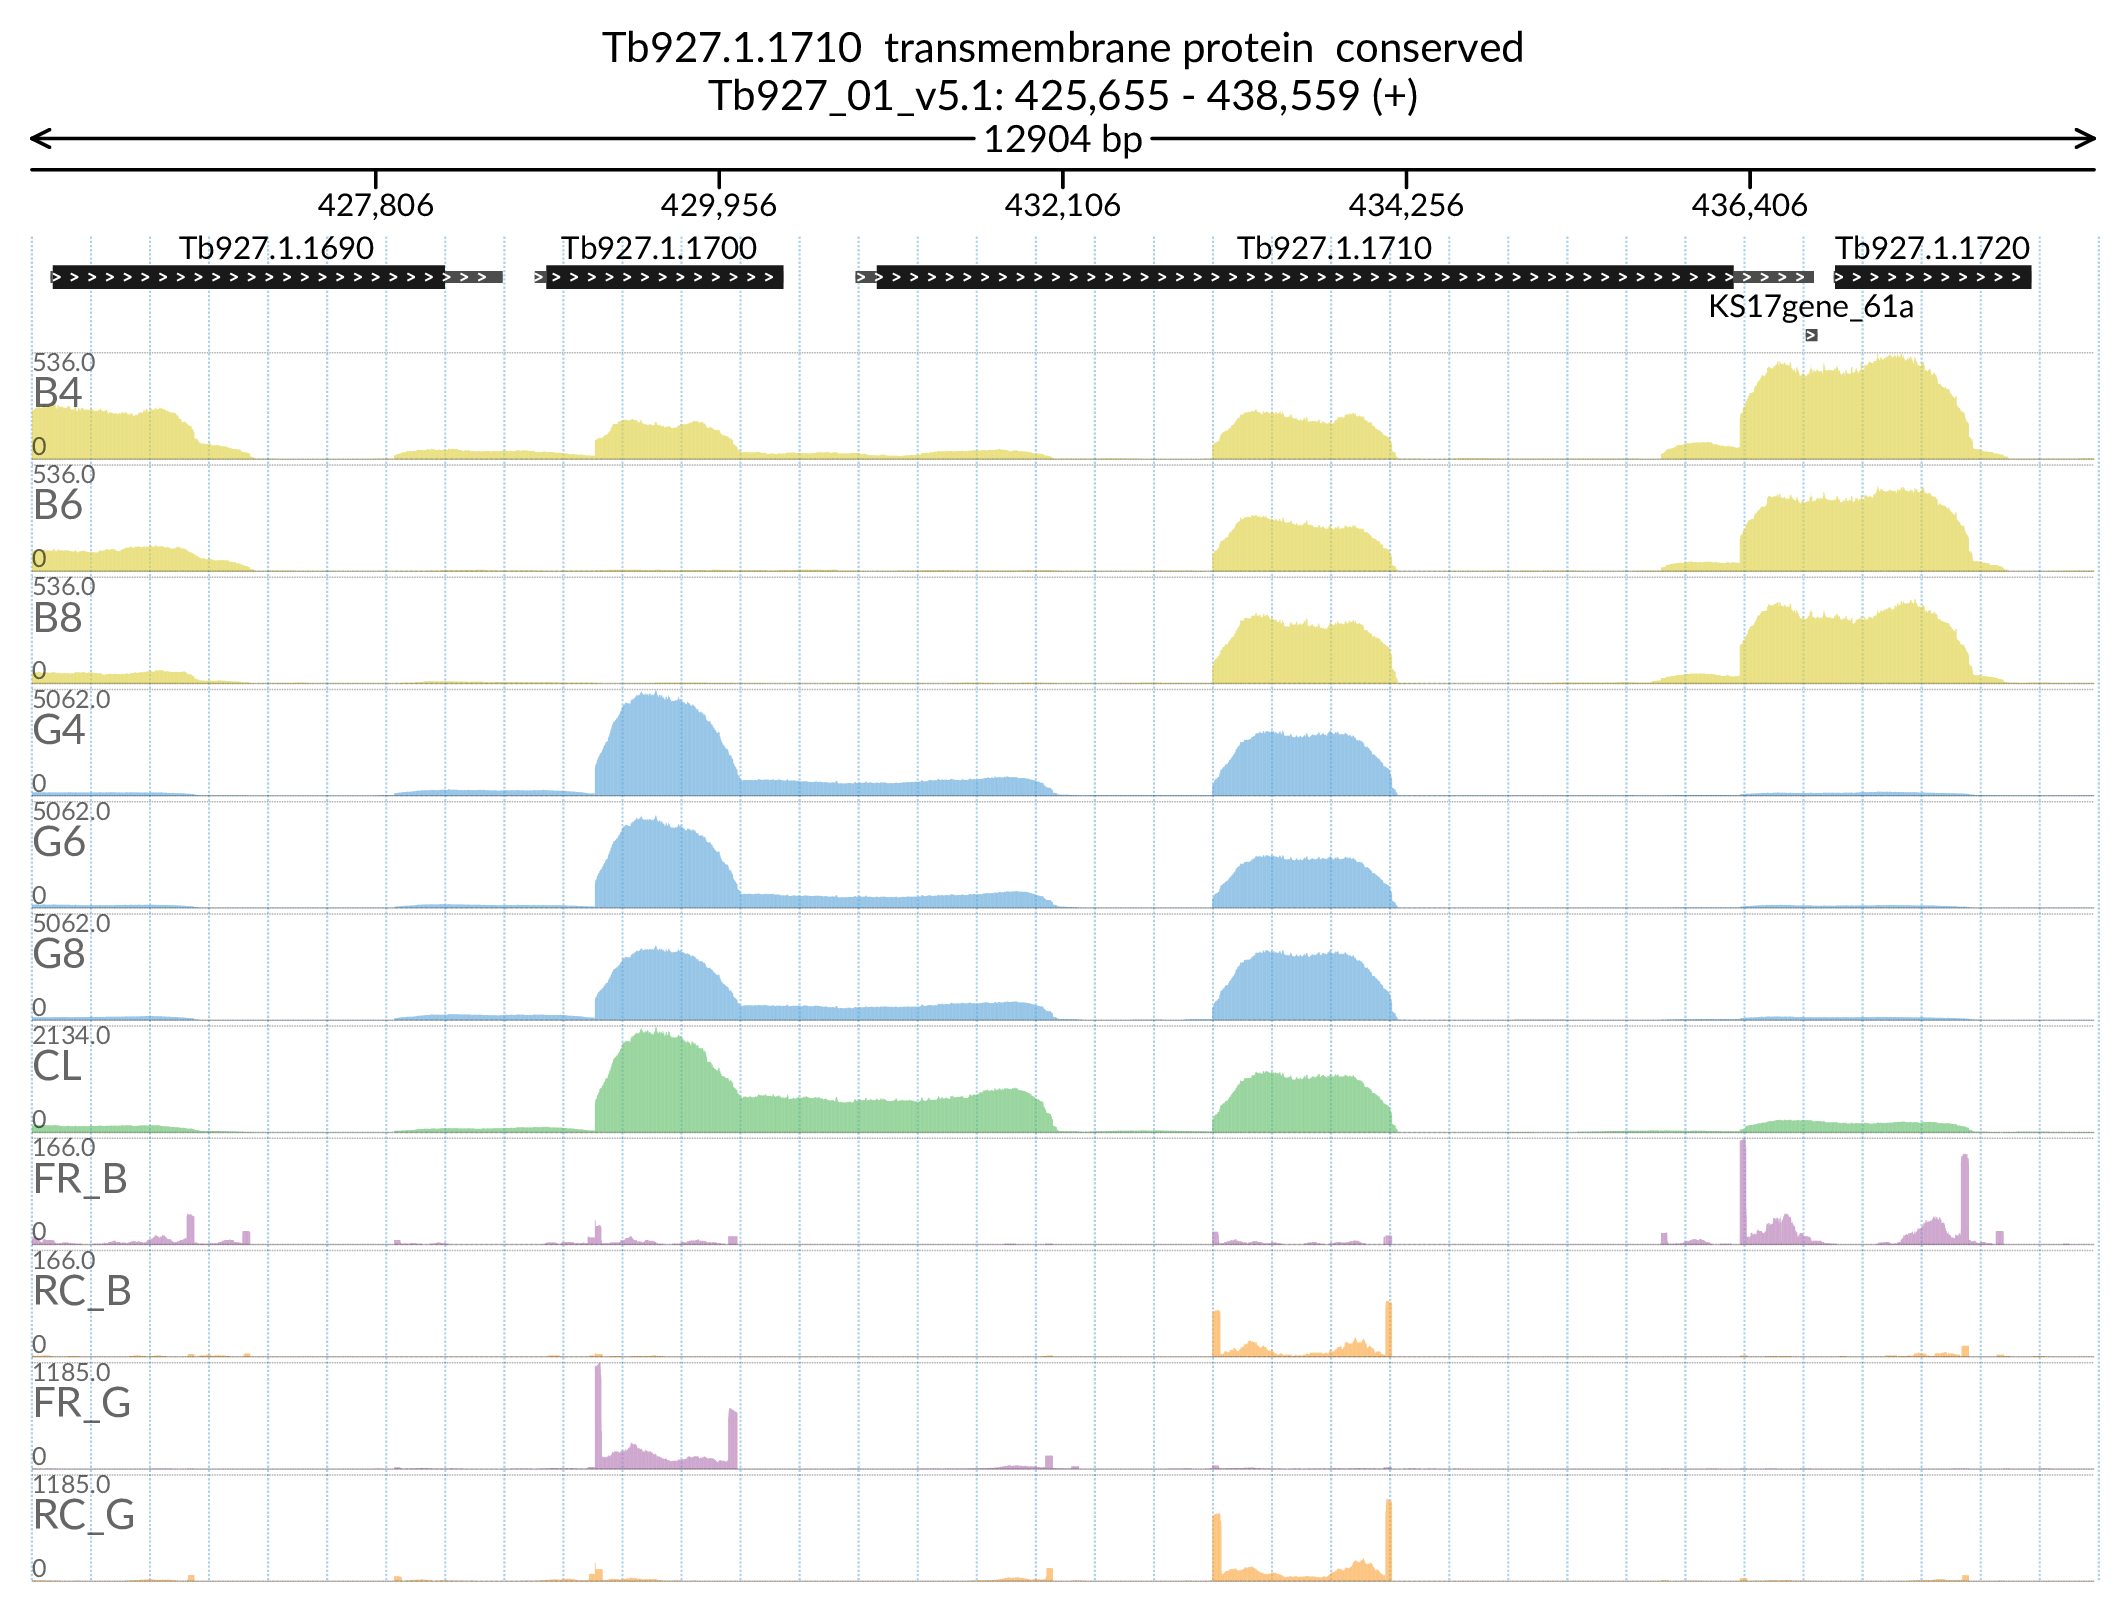 Tb927.1.1710  transmembrane protein  conserved
Tb927_01_v5.1: 425,655 - 438,559 (+)
12904 bp
427,806 429,956 432,106 434,256 436,406
Tb927.1.1690 Tb927.1.1700 Tb927.1.1710 Tb927.1.1720
KS17gene_61a
536.0
B4
0
536.0
B6
0
536.0
B8
0
5062.0
G4
0
5062.0
G6
0
5062.0
G8
0
2134.0
CL
0
166.0
FR_B
0
166.0
RC_B
0
1185.0
FR_G
0
1185.0
RC_G
0